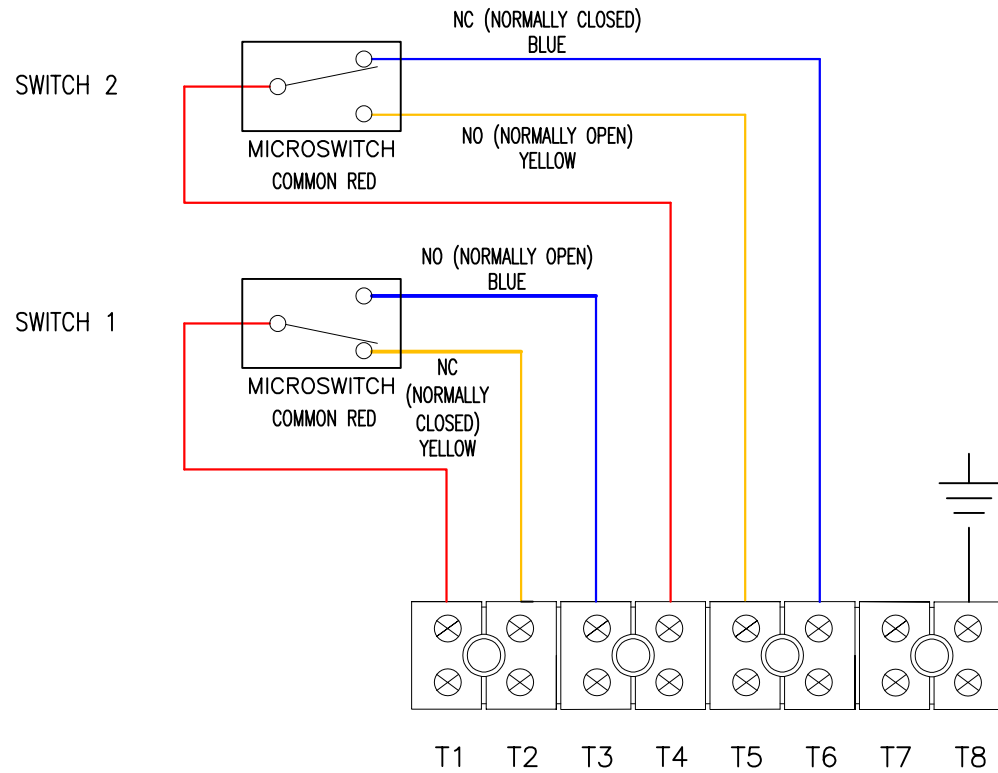 NC (NORMALLY CLOSED)
BLUE
SWITCH 2
NO (NORMALLY OPEN)
YELLOW
MICROSWITCH
COMMON RED
NO (NORMALLY OPEN)
BLUE
SWITCH 1
NC
(NORMALLY
CLOSED)
YELLOW
MICROSWITCH
COMMON RED
T1 T2 T3 T4 T5 T6 T7 T8